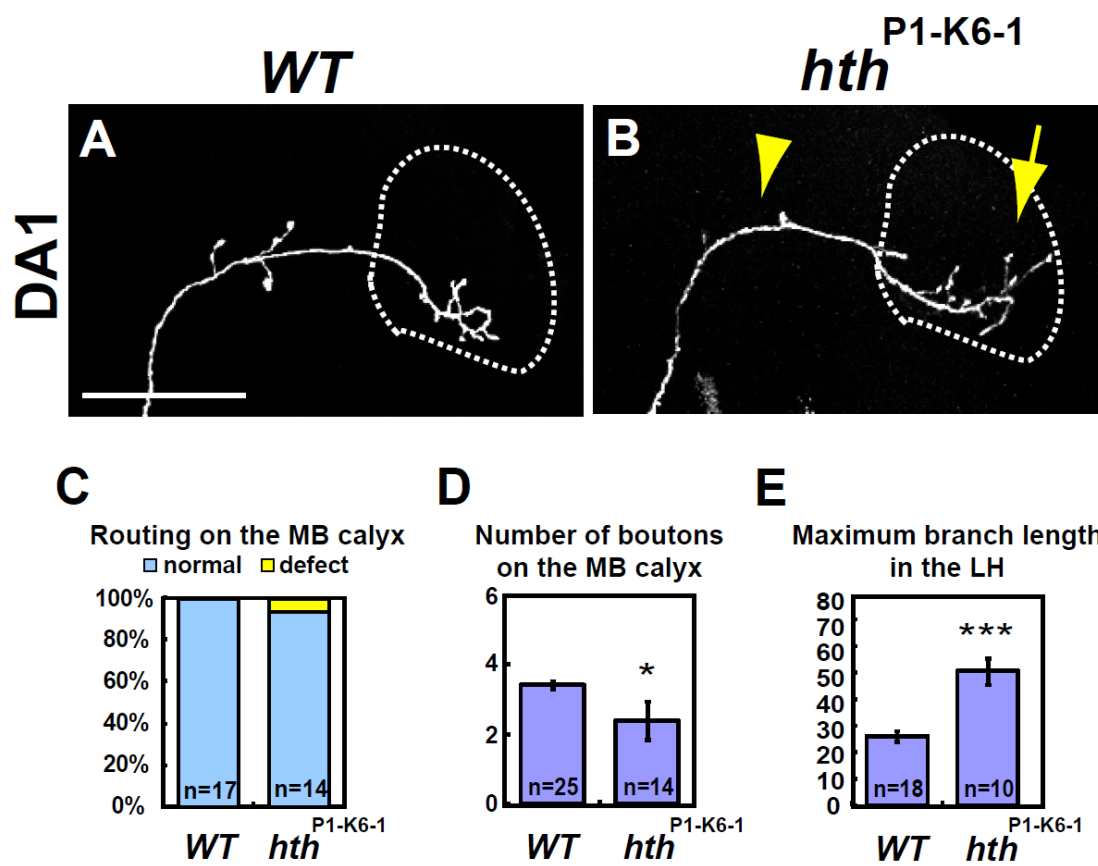 WT
hth P1-K6-1
DA1
A
B
C
Routing on the MB calyx
normal defect
100%
80%
60%
40%
20%
0%
n=17
n=14
WT
hth P1-K6-1
D
Number of boutons
on the MB calyx
6
4
2
0
*
n=25
n=14
WT
hth P1-K6-1
E
Maximum branch length
in the LH
80
70
60
50
40
30
20
10
0
***
n=18
n=10
WT
hth P1-K6-1